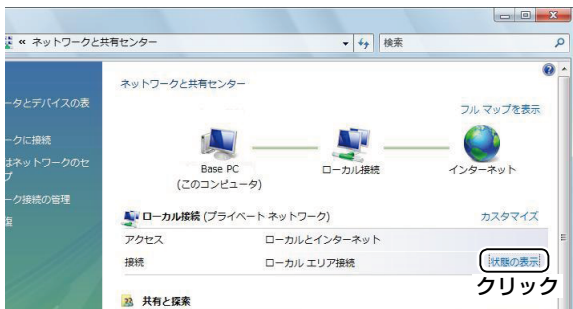 « ネットワークと共有センター
検索
ネットワークと共有センター
ータとデバイスの表
フル マップを表示
ークに接続
はネットワークのセ
プ
ーク接続の管理
復
Base PC
(このコンピュータ)
ローカル接続
インターネット
ローカル接続 (プライベート ネットワーク)
カスタマイズ
アクセス
ローカルとインターネット
接続
ローカル エリア接続
状態の表示
クリック
共有と探索